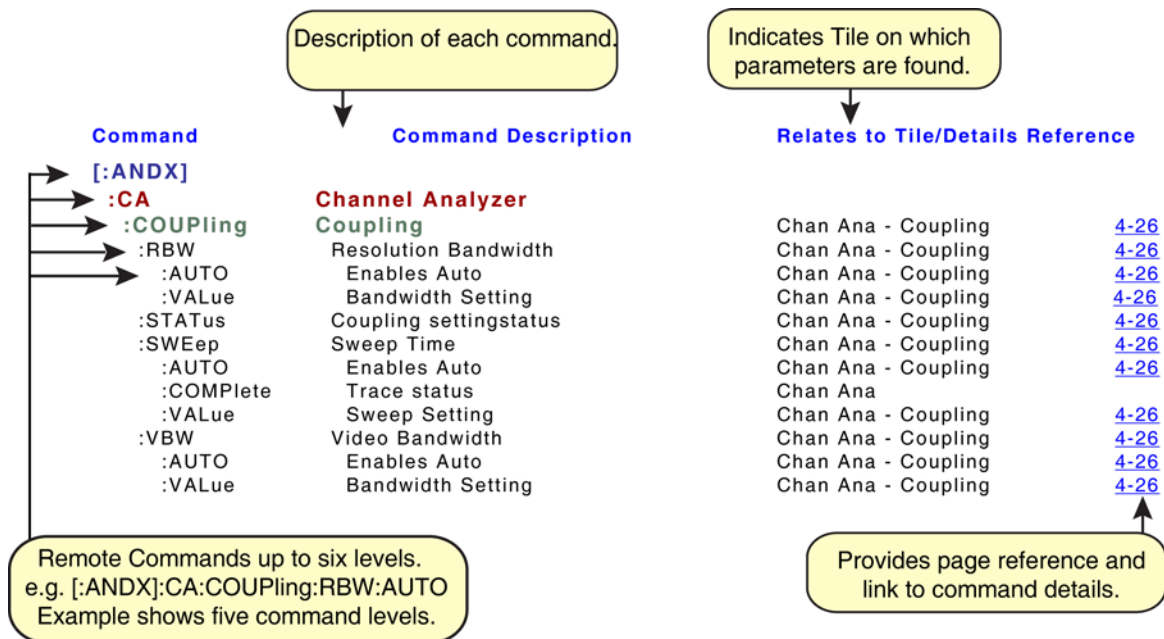 Description of each command.
Indicates Tile on which
parameters are found.
Command Command Description Relates to Tile/Details Reference
[:ANDX]
:CA Channel Analyzer
:COUPling Coupling Chan Ana - Coupling 4-26
:RBW Resolution Bandwidth Chan Ana - Coupling 4-26
:AUTO Enables Auto Chan Ana - Coupling 4-26
:VALue Bandwidth Setting Chan Ana - Coupling 4-26
:STATus Coupling settingstatus Chan Ana - Coupling 4-26
:SWEep Sweep Time Chan Ana - Coupling 4-26
:AUTO Enables Auto Chan Ana - Coupling 4-26
:COMPlete Trace status Chan Ana
:VALue Sweep Setting Chan Ana - Coupling 4-26
:VBW Video Bandwidth Chan Ana - Coupling 4-26
:AUTO Enables Auto Chan Ana - Coupling 4-26
:VALue Bandwidth Setting Chan Ana - Coupling 4-26
Remote Commands up to six levels.
e.g. [:ANDX]:CA:COUPling:RBW:AUTO
Example shows five command levels.
Provides page reference and
link to command details.